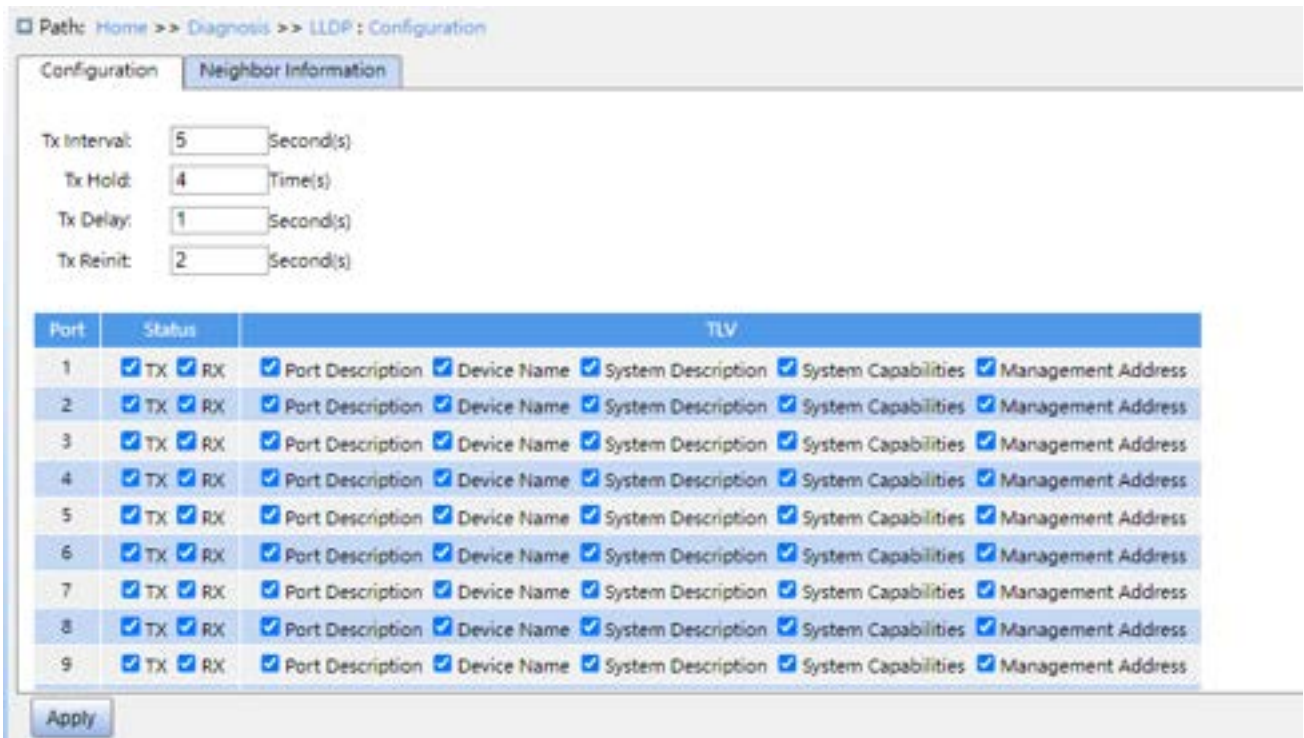 Path: Home >> Diagnosis >> LLDP : Configuration
Configuration Neighbor Information
Tx Interval: 5 Second(s)
Tx Hold: 4 Time(s)
Tx Delay: 1 Second(s)
Tx Reinit: 2 Second(s)
Port Status TLV
1 TX RX Port Description Device Name System Description System Capabilities Management Address
2 TX RX Port Description Device Name System Description System Capabilities Management Address
3 TX RX Port Description Device Name System Description System Capabilities Management Address
4 TX RX Port Description Device Name System Description System Capabilities Management Address
5 TX RX Port Description Device Name System Description System Capabilities Management Address
6 TX RX Port Description Device Name System Description System Capabilities Management Address
7 TX RX Port Description Device Name System Description System Capabilities Management Address
8 TX RX Port Description Device Name System Description System Capabilities Management Address
9 TX RX Port Description Device Name System Description System Capabilities Management Address
Apply